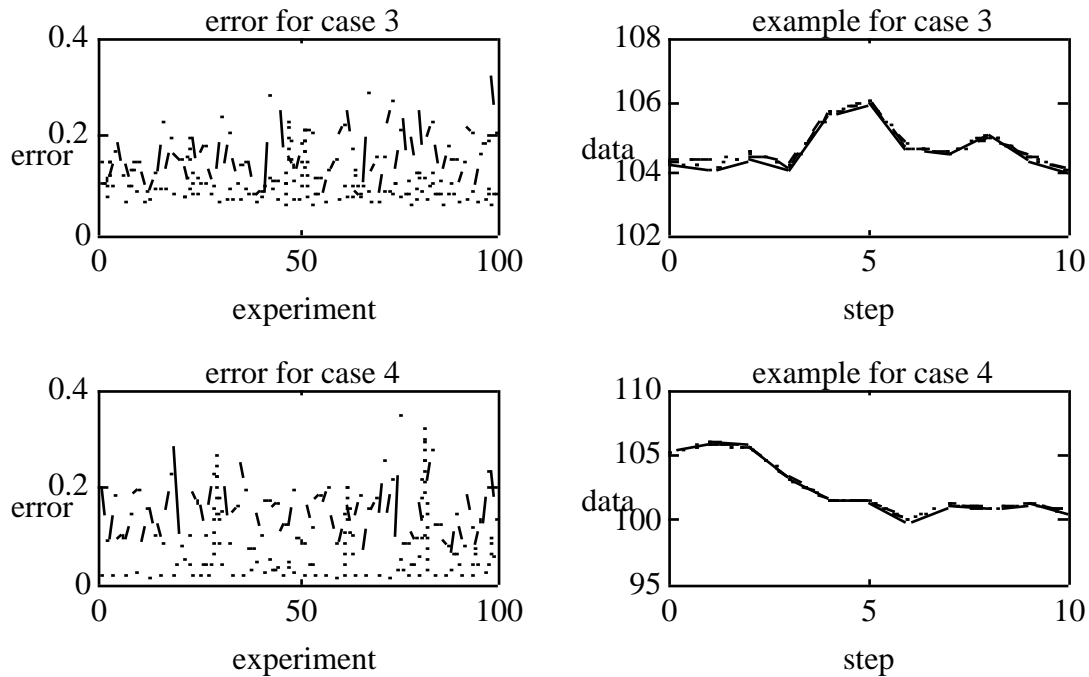 error for case 3
0.4
0.2
error
0
0
50
100
experiment
example for case 3
108
106
data
104
102
0
5
10
step
error for case 4
0.4
0.2
error
0
0
50
100
experiment
example for case 4
110
105
data
100
95
0
5
10
step